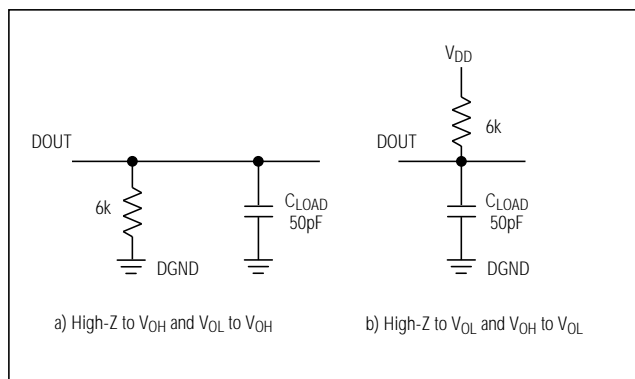 DOUT
6k
DGND
CLOAD
50pF
a) High-Z to VOH and VOL to VOH
VDD
6k
DOUT
CLOAD
50pF
DGND
b) High-Z to VOL and VOH to VOL